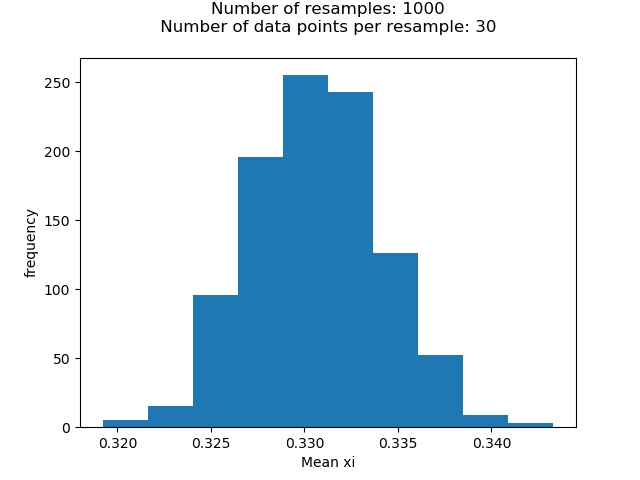 Number of resamples: 1000
Number of data points per resample: 30
250
200
150
100
50
0
frequency
0.320 0.325 0.330 0.335 0.340
Mean xi